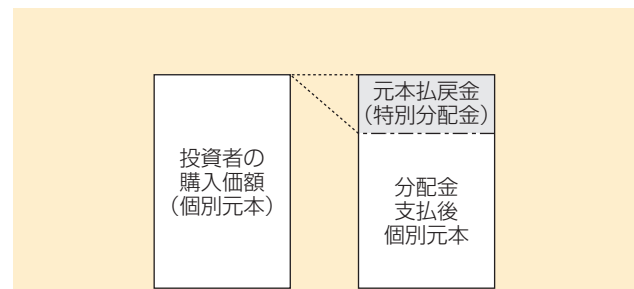 投資者の
購入価額
（個別元本）
元本払戻金
（特別分配金）
分配金
支払後
個別元本